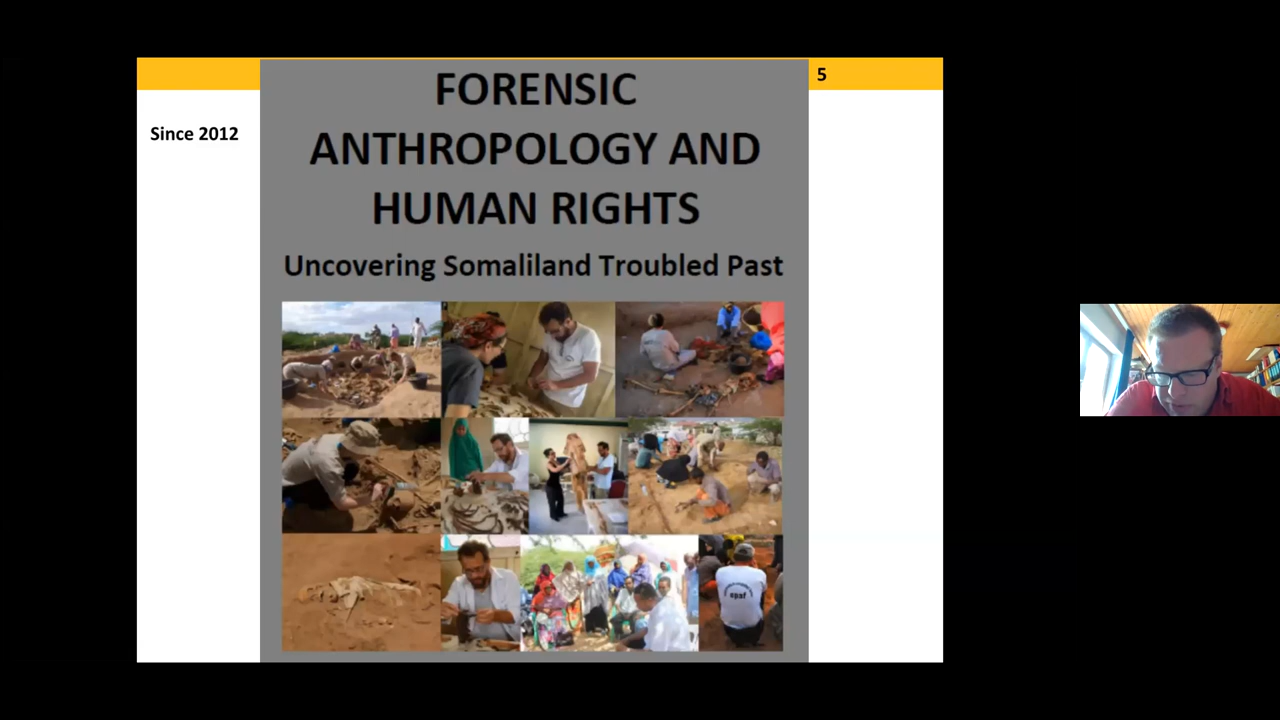 5
Since 2012
FORENSIC
ANTHROPOLOGY AND
HUMAN RIGHTS
Uncovering Somaliland Troubled Past
epaf